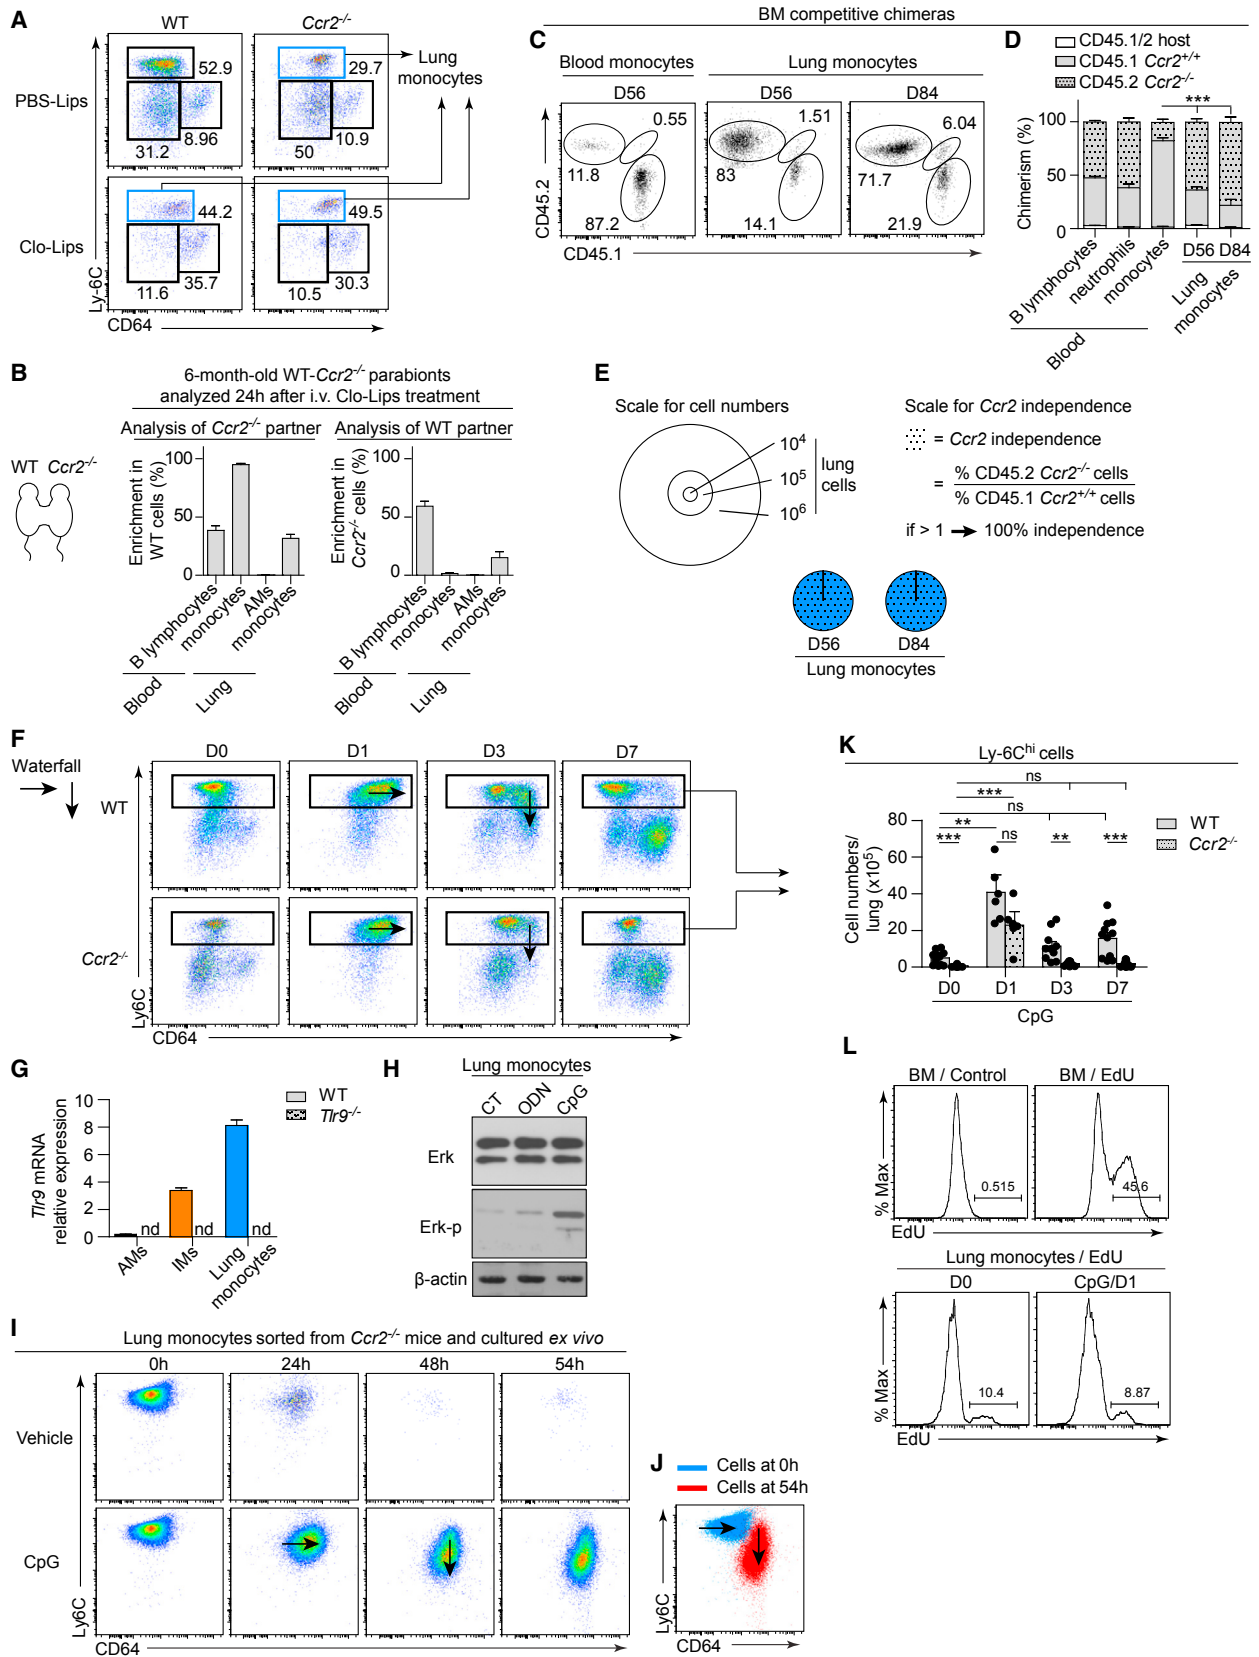 A
WT
Ccr2-/-
PBS-Lips
52.9
8.96
31.2
29.7
10.9
50
Lung
monocytes
Clo-Lips
44.2
35.7
11.6
49.5
30.3
10.5
Ly-6C
CD64
BM competitive chimeras
C
Blood monocytes
Lung monocytes
D56
D56
D84
0.55
11.8
87.2
1.51
83
14.1
6.04
71.7
21.9
CD45.2
CD45.1
D
CD45.1/2 host
CD45.1 Ccr2+/+
CD45.2 Ccr2-/-
***
Chimerism (%)
100
50
0
B lymphocytes
neutrophils
monocytes
D56 D84
Lung
monocytes
Blood
B
6-month-old WT-Ccr2-/- parabionts
analyzed 24h after i.v. Clo-Lips treatment
Analysis of Ccr2-/- partner
Analysis of WT partner
WT Ccr2-/-
Enrichment in
WT cells (%)
100
50
0
B lymphocytes
monocytes
AMs
monocytes
Blood
Lung
Enrichment in
Ccr2-/- cells (%)
100
50
0
B lymphocytes
monocytes
AMs
monocytes
Blood
Lung
E
Scale for cell numbers
10^4
10^5
10^6
lung
cells
Scale for Ccr2 independence
= Ccr2 independence
= % CD45.2 Ccr2-/- cells
% CD45.1 Ccr2+/+ cells
if > 1 → 100% independence
D56
D84
Lung monocytes
F
Waterfall
D0
D1
D3
D7
WT
Ccr2-/-
Ly6C
CD64
K
Ly-6Chi cells
ns
***
ns
**
***
ns
**
***
WT
Ccr2-/-
Cell numbers/
lung (x10^5)
80
60
40
20
0
D0
D1
D3
D7
CpG
G
WT
Tlr9-/-
Tlr9 mRNA
relative expression
10
8
6
4
2
0
nd
nd
nd
AMs
IMs
Lung
monocytes
H
Lung monocytes
CT
ODN
CpG
Erk
Erk-p
β-actin
L
BM / Control
BM / EdU
0.515
45.6
% Max
EdU
Lung monocytes / EdU
D0
CpG/D1
10.4
8.87
% Max
EdU
I
Lung monocytes sorted from Ccr2-/- mice and cultured ex vivo
0h
24h
48h
54h
Vehicle
CpG
Ly6C
CD64
J
Cells at 0h
Cells at 54h
Ly6C
CD64